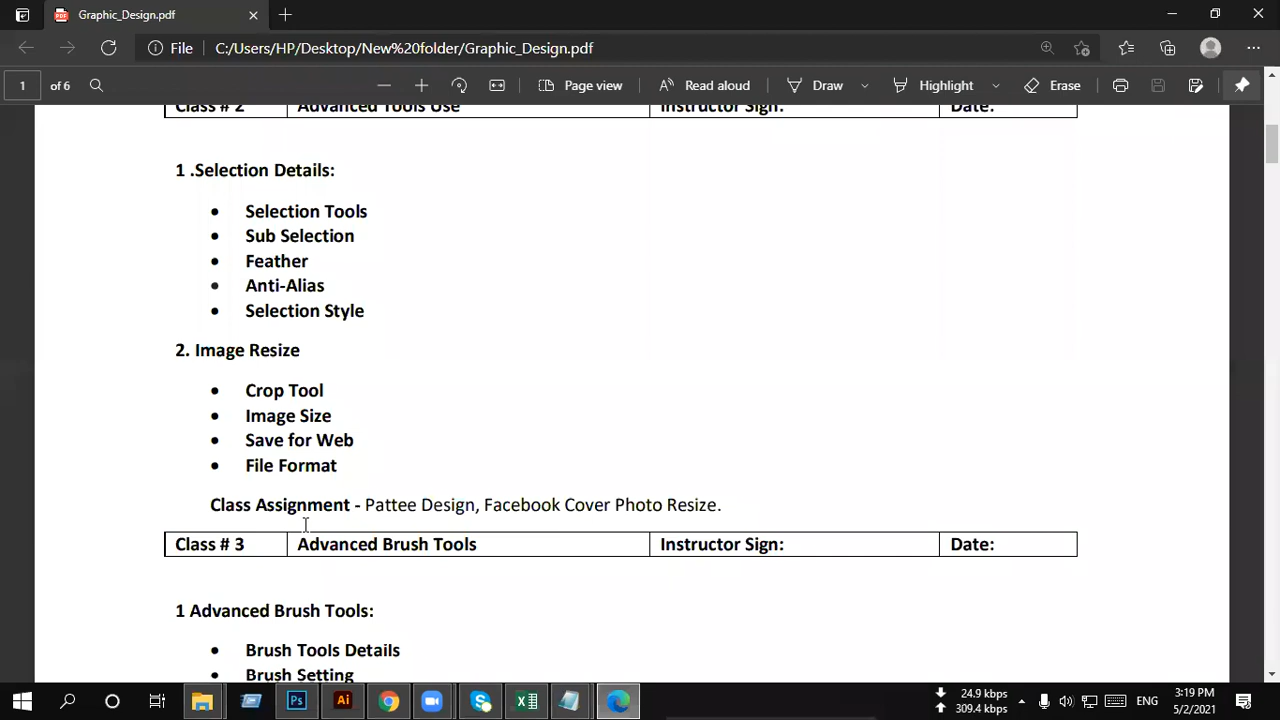 Graphic_Design.pdf
File C:/Users/HP/Desktop/New%20folder/Graphic_Design.pdf
1 of 6 Page view Read aloud Draw Highlight Erase
Class # 2 Advanced Tools Use Instructor Sign: Date:
1 .Selection Details:
• Selection Tools
• Sub Selection
• Feather
• Anti-Alias
• Selection Style
2. Image Resize
• Crop Tool
• Image Size
• Save for Web
• File Format
Class Assignment - Pattee Design, Facebook Cover Photo Resize.
Class # 3 Advanced Brush Tools Instructor Sign: Date:
1 Advanced Brush Tools:
• Brush Tools Details
• Brush Setting
24.9 kbps
309.4 kbps
ENG
3:19 PM
5/2/2021